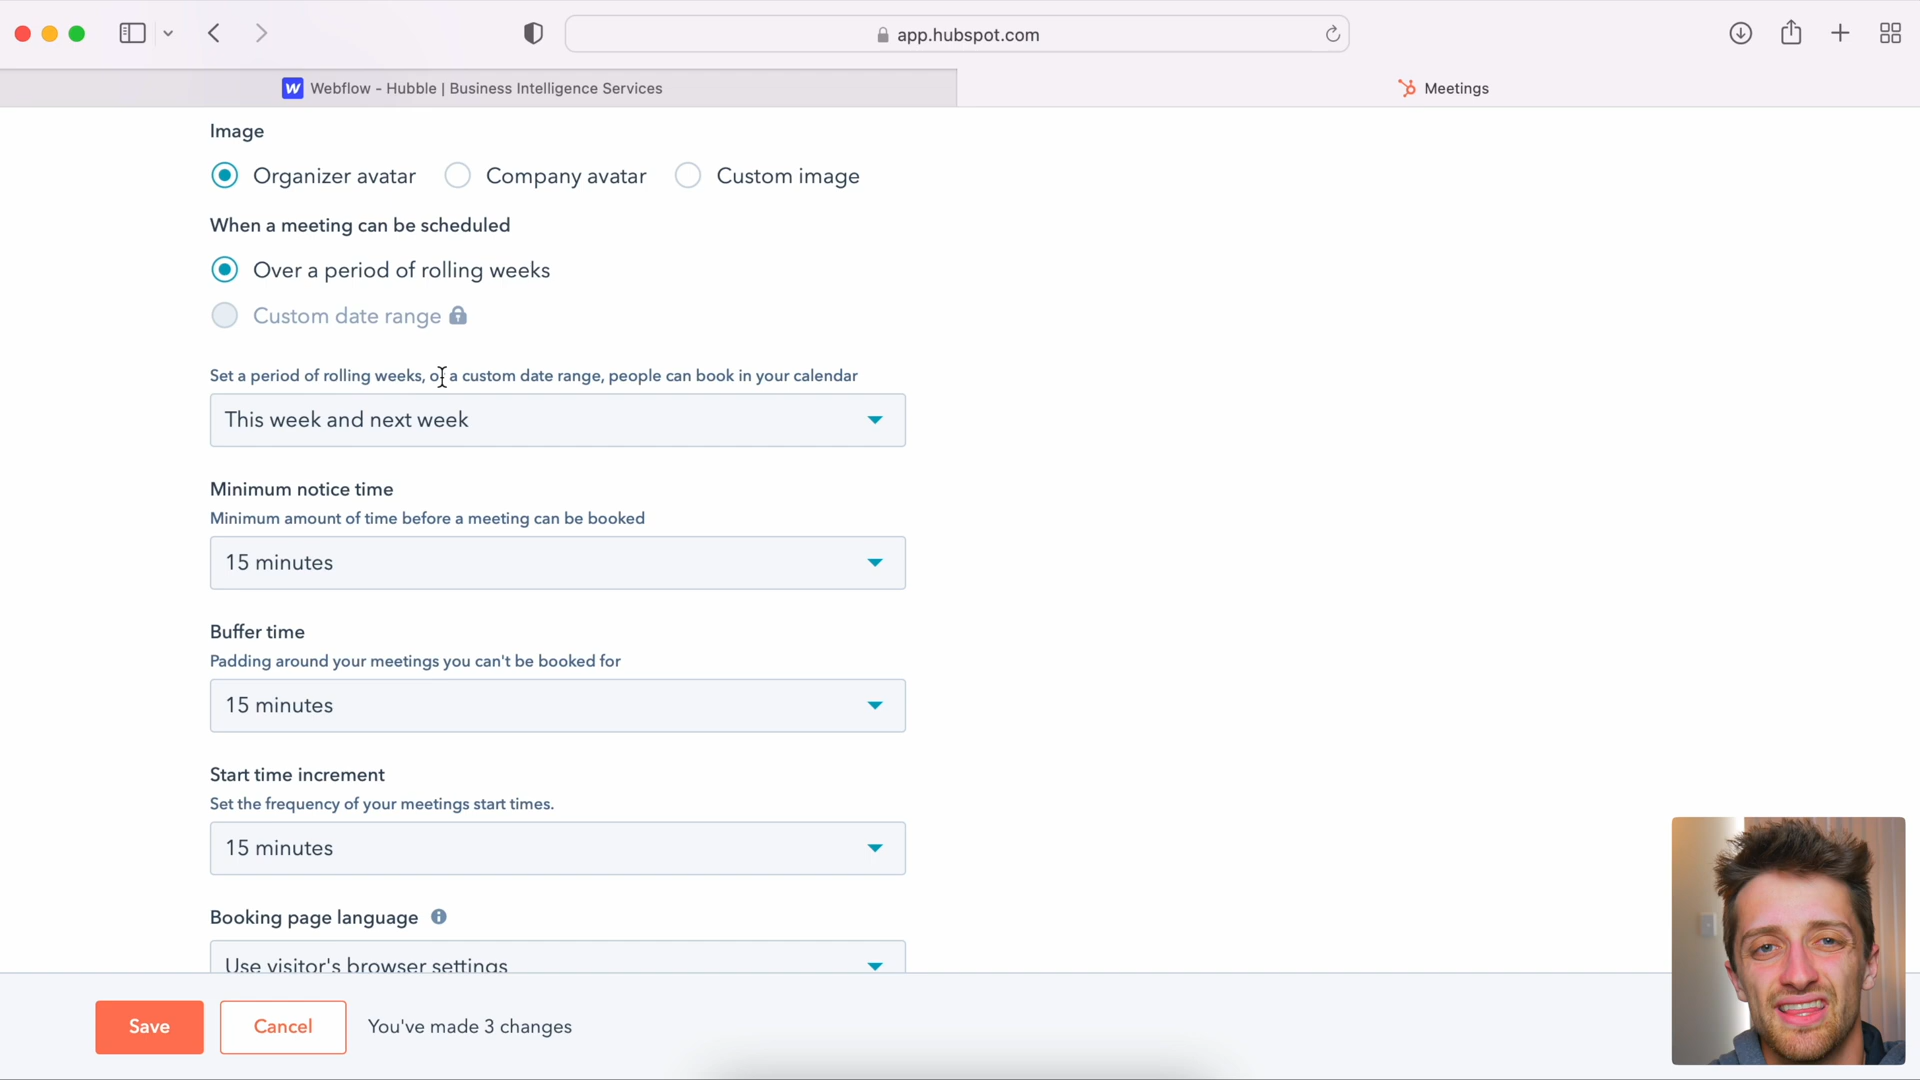 app.hubspot.com
W Webflow - Hubble | Business Intelligence Services
Meetings
Image
Organizer avatar Company avatar Custom image
When a meeting can be scheduled
Over a period of rolling weeks
Custom date range
Set a period of rolling weeks, or a custom date range, people can book in your calendar
This week and next week
Minimum notice time
Minimum amount of time before a meeting can be booked
15 minutes
Buffer time
Padding around your meetings you can't be booked for
15 minutes
Start time increment
Set the frequency of your meetings start times.
15 minutes
Booking page language
Use visitor's browser settings
Save Cancel You've made 3 changes